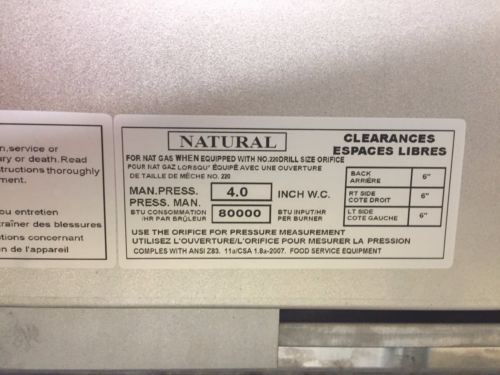 n,service or
ury or death.Read
structions thoroughly
ment.
ou entretien
traîner des blessures
ctions concernant
n de l'appareil
NATURAL
FOR NAT GAS WHEN EQUIPPED WITH NO.220DRILL SIZE ORIFICE
POUR NAT GAZ LORSQU' ÉQUIPÉ AVEC UNE OUVERTURE
DE TAILLE DE MÈCHE NO. 220
MAN.PRESS.
PRESS. MAN.
4.0
INCH W.C.
BTU CONSOMMATION
/HR PAR BRÛLEUR
80000
BTU INPUT/HR
PER BURNER
CLEARANCES
ESPACES LIBRES
BACK
ARRIÈRE
6"
RT SIDE
COTE DROIT
6"
LT SIDE
COTE GAUCHE
6"
USE THE ORIFICE FOR PRESSURE MEASUREMENT
UTILISEZ L'OUVERTURE/L'ORIFICE POUR MESURER LA PRESSION
COMPLES WITH ANSI Z83. 11a/CSA 1.8a-2007. FOOD SERVICE EQUIPMENT